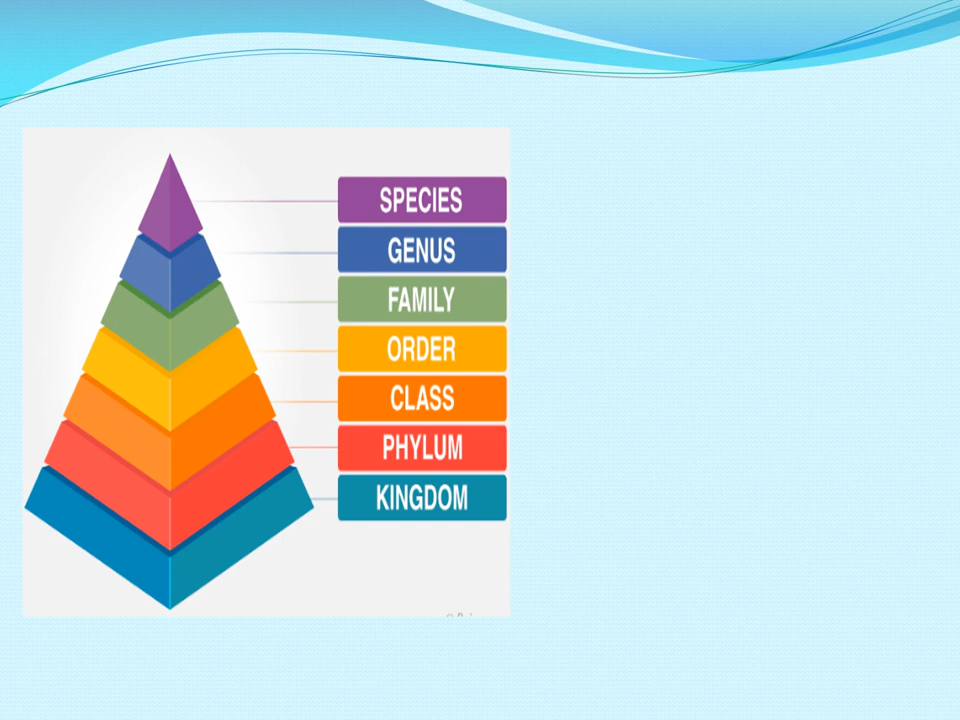 SPECIES
GENUS
FAMILY
ORDER
CLASS
PHYLUM
KINGDOM